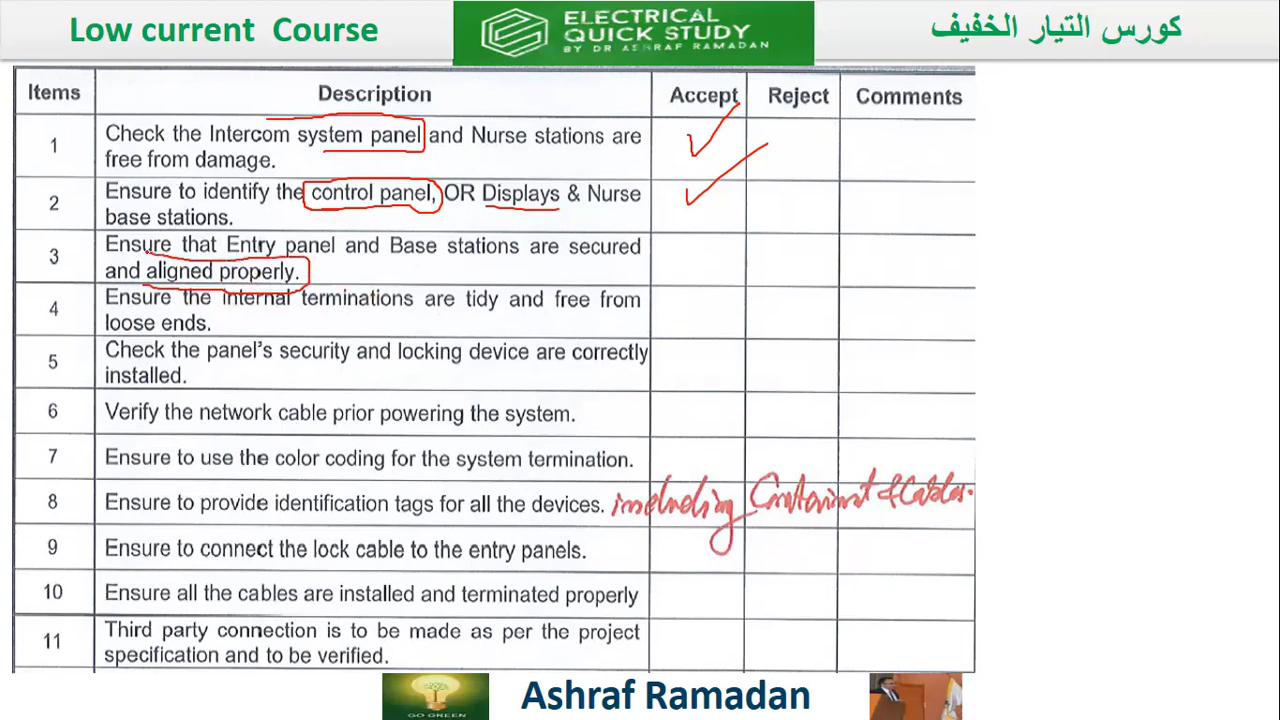 Low current Course
ELECTRICAL
QUICK STUDY
BY DR ASHRAF RAMADAN
كورس التيار الخفيف
Items Description Accept Reject Comments
1 Check the Intercom system panel and Nurse stations are
free from damage.
2 Ensure to identify the control panel, OR Displays & Nurse
base stations.
3 Ensure that Entry panel and Base stations are secured
and aligned properly.
4 Ensure the internal terminations are tidy and free from
loose ends.
5 Check the panel's security and locking device are correctly
installed.
6 Verify the network cable prior powering the system.
7 Ensure to use the color coding for the system termination.
8 Ensure to provide identification tags for all the devices. including & Cables.
9 Ensure to connect the lock cable to the entry panels.
10 Ensure all the cables are installed and terminated properly
11 Third party connection is to be made as per the project
specification and to be verified.
GO GREEN
Ashraf Ramadan